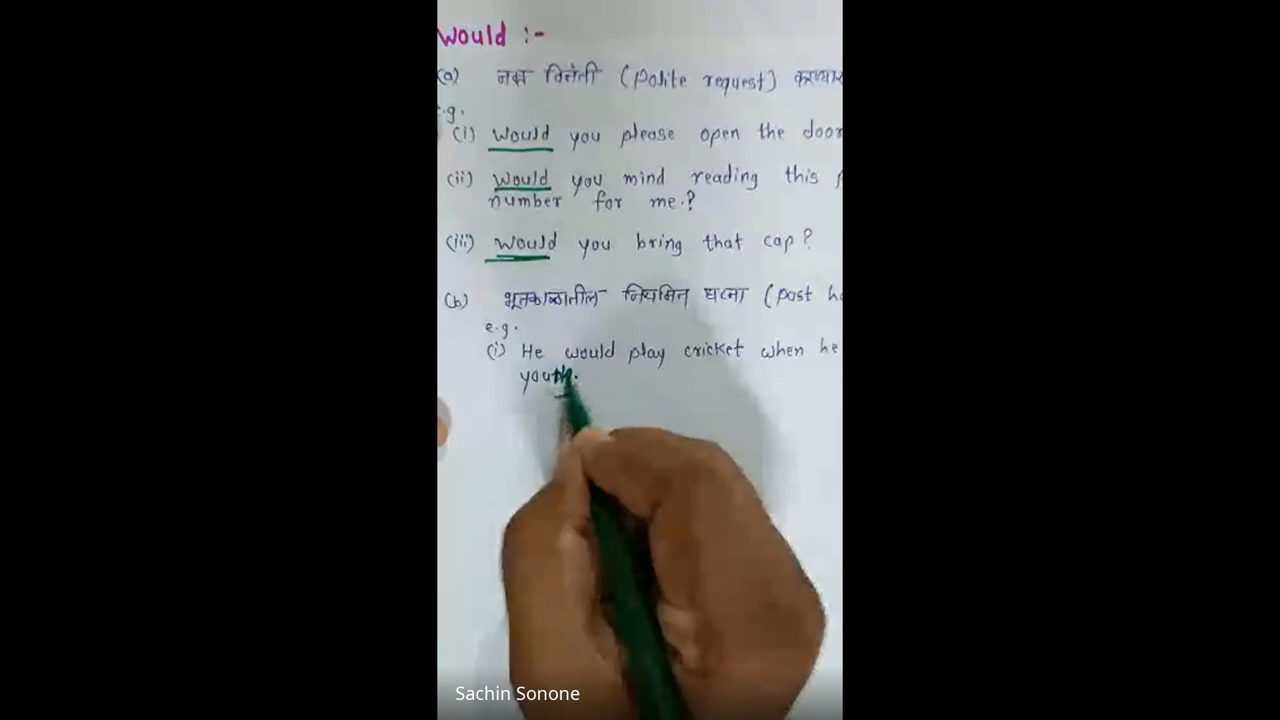 Would :-
(a) नम्र विनंती (Polite request)
e.g.
(i) Would you please open the door
(ii) Would you mind reading this
number for me.?
(iii) Would you bring that cap?
(b) भूतकाळातील नियमित घटना (past
e.g.
(i) He would play cricket when he
Sachin Sonone